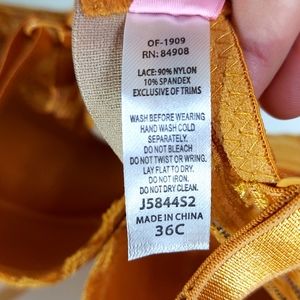 OF-1909
RN: 84908
LACE: 90% NYLON
10% SPANDEX
EXCLUSIVE OF TRIMS
WASH BEFORE WEARING
HAND WASH COLD
SEPARATELY.
DO NOT BLEACH
DO NOT TWIST OR WRING.
LAY FLAT TO DRY.
DO NOT IRON.
DO NOT DRY CLEAN.
J5844S2
MADE IN CHINA
36C